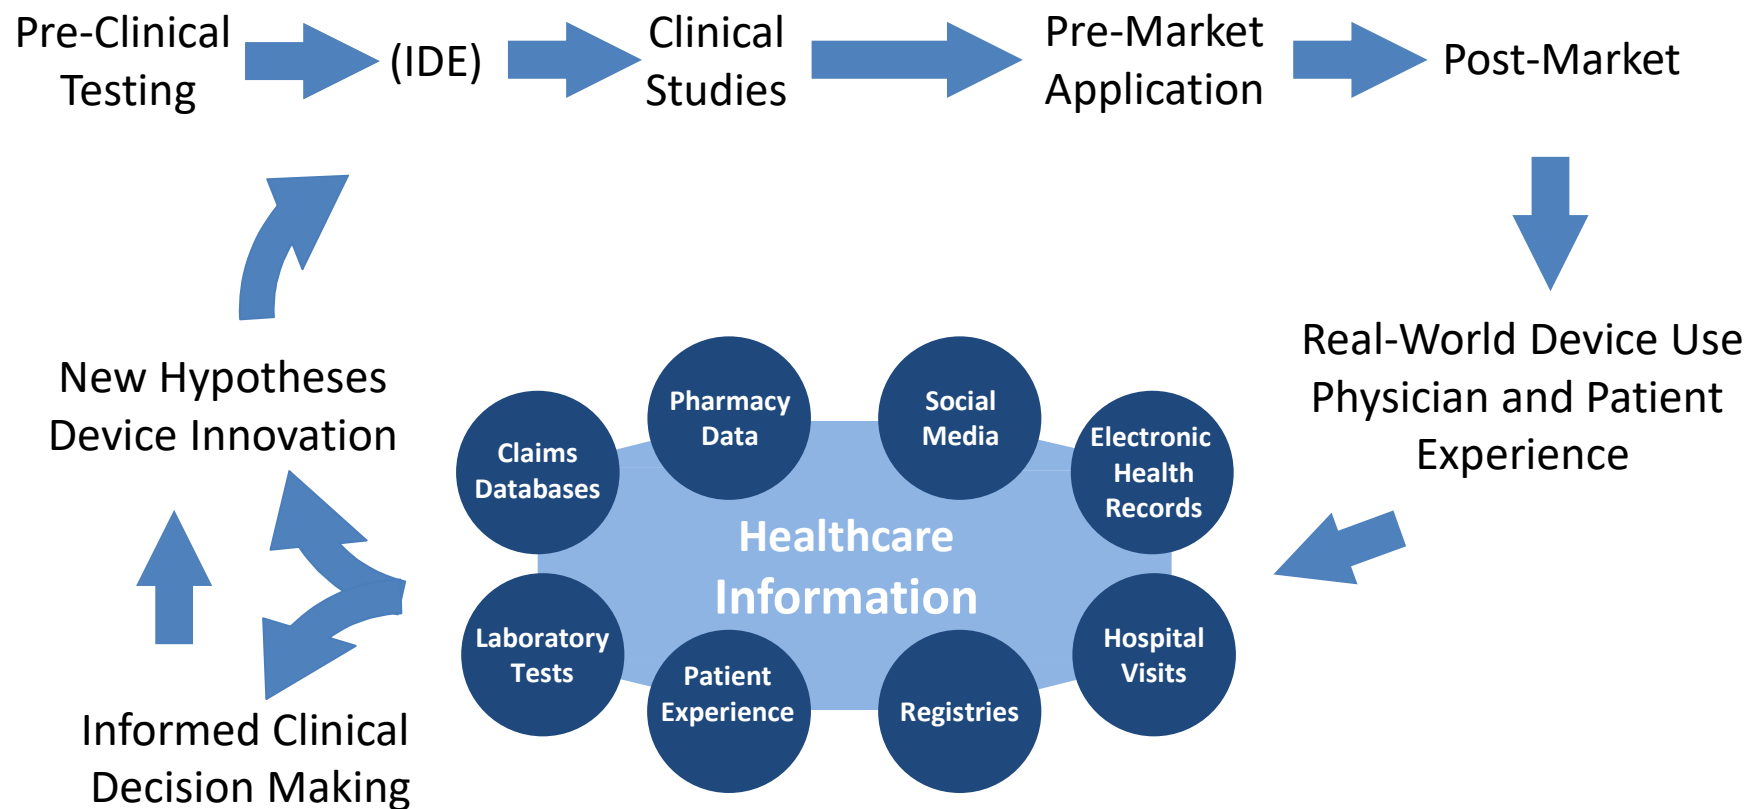 Pre-Clinical
Testing
(IDE)
Clinical
Studies
Pre-Market
Application
Post-Market
Real-World Device Use
Physician and Patient
Experience
New Hypotheses
Device Innovation
Informed Clinical
Decision Making
Claims
Databases
Pharmacy
Data
Social
Media
Electronic
Health
Records
Healthcare
Information
Laboratory
Tests
Patient
Experience
Registries
Hospital
Visits